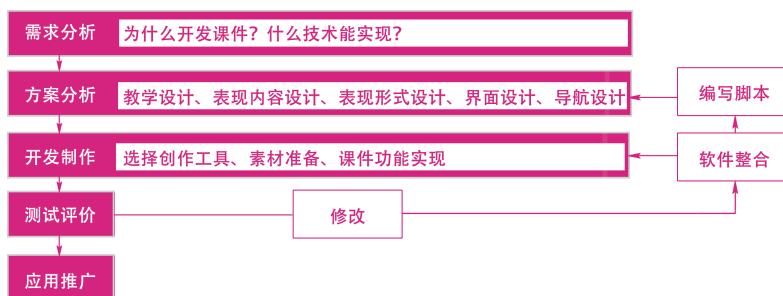 需求分析 为什么开发课件？什么技术能实现？
方案分析 教学设计、表现内容设计、表现形式设计、界面设计、导航设计
编写脚本
开发制作 选择创作工具、素材准备、课件功能实现
软件整合
测试评价
修改
应用推广